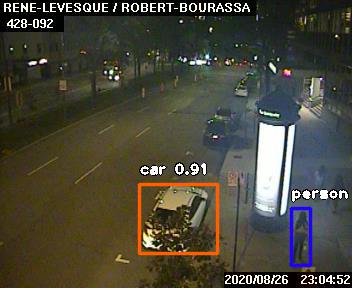 RENE-LEVESQUE / ROBERT-BOURASSA
428-092
car 0.91
person
2020/08/26 23:04:52